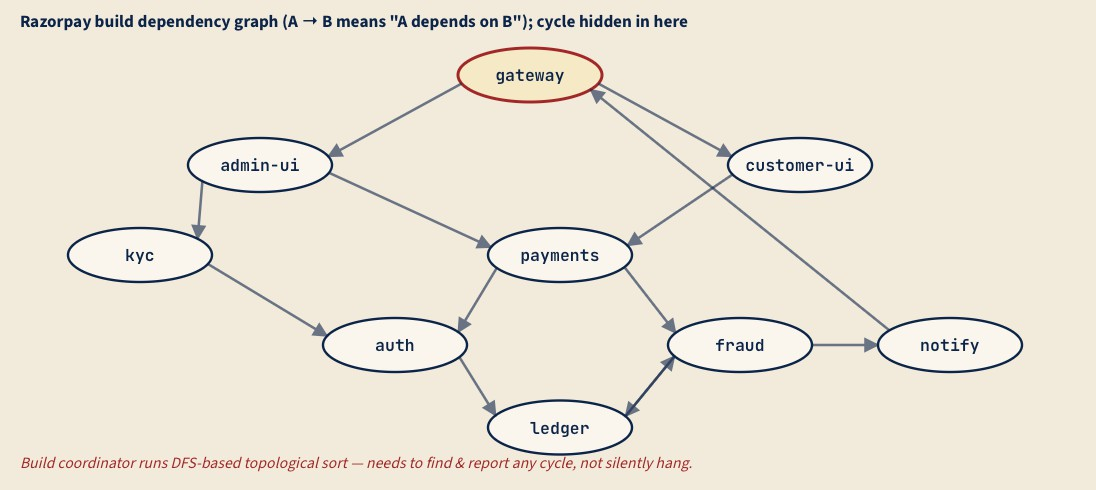 Razorpay build dependency graph (A → B means "A depends on B"); cycle hidden in here
gateway
admin-ui
customer-ui
kyc
payments
auth
fraud
notify
ledger
Build coordinator runs DFS-based topological sort — needs to find & report any cycle, not silently hang.